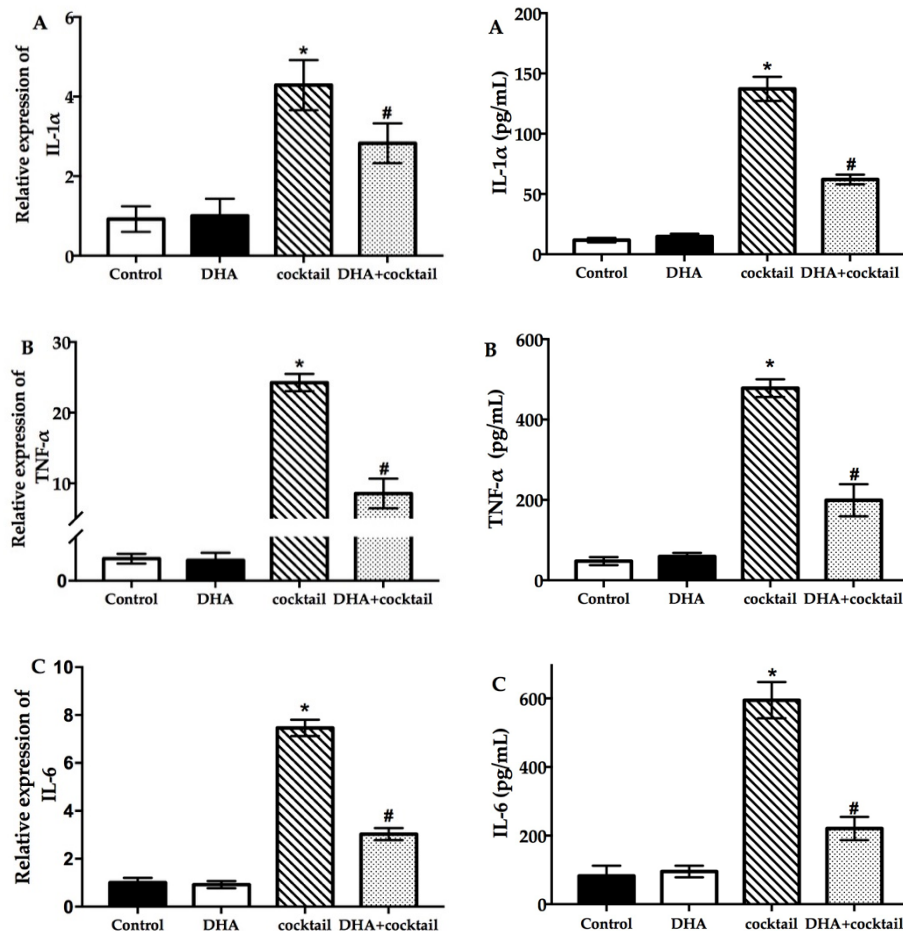 A
Relative expression of
IL-1α
6
4
2
0
*
#
Control DHA cocktail DHA+cocktail
A
IL-1α (pg/mL)
200
150
100
50
0
*
#
Control DHA cocktail DHA+cocktail
B
Relative expression of
TNF-α
30
20
10
0
*
#
Control DHA cocktail DHA+cocktail
B
TNF-α (pg/mL)
600
400
200
0
*
#
Control DHA cocktail DHA+cocktail
C
Relative expression of
IL-6
10
8
6
4
2
0
*
#
Control DHA cocktail DHA+cocktail
C
IL-6 (pg/mL)
600
400
200
0
*
#
Control DHA cocktail DHA+cocktail